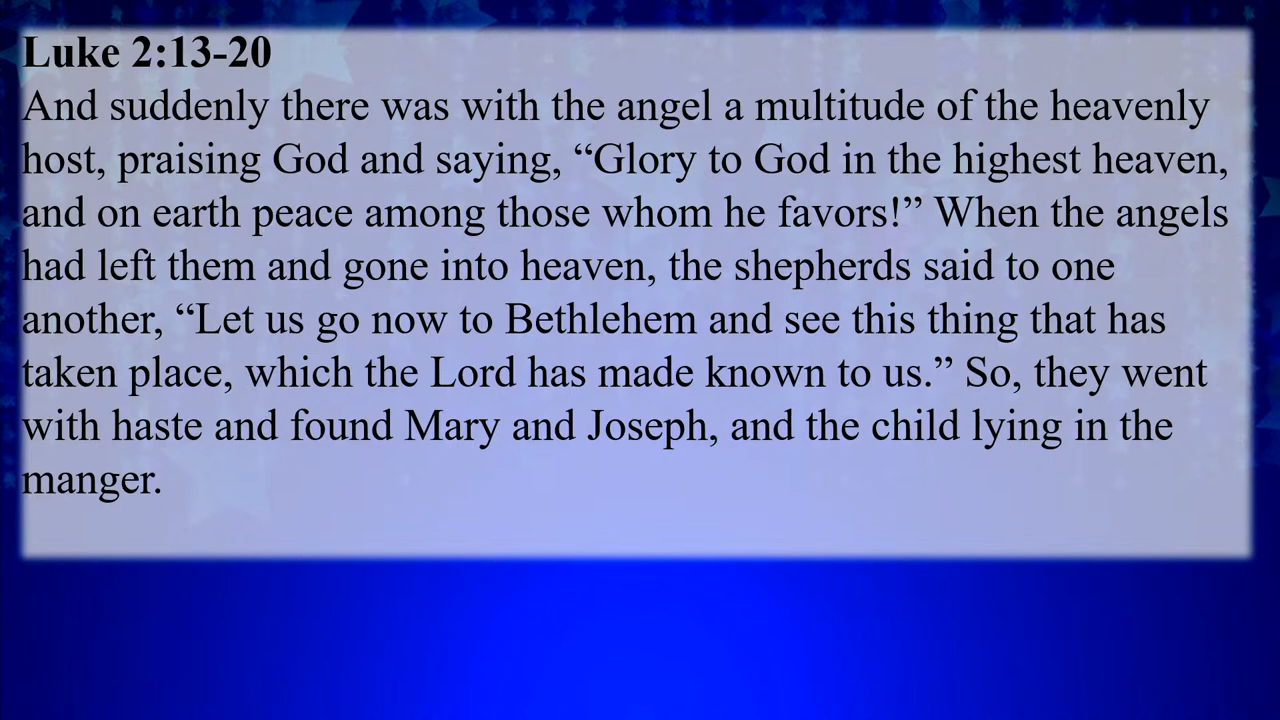 Luke 2:13-20
And suddenly there was with the angel a multitude of the heavenly
host, praising God and saying, “Glory to God in the highest heaven,
and on earth peace among those whom he favors!” When the angels
had left them and gone into heaven, the shepherds said to one
another, “Let us go now to Bethlehem and see this thing that has
taken place, which the Lord has made known to us.” So, they went
with haste and found Mary and Joseph, and the child lying in the
manger.